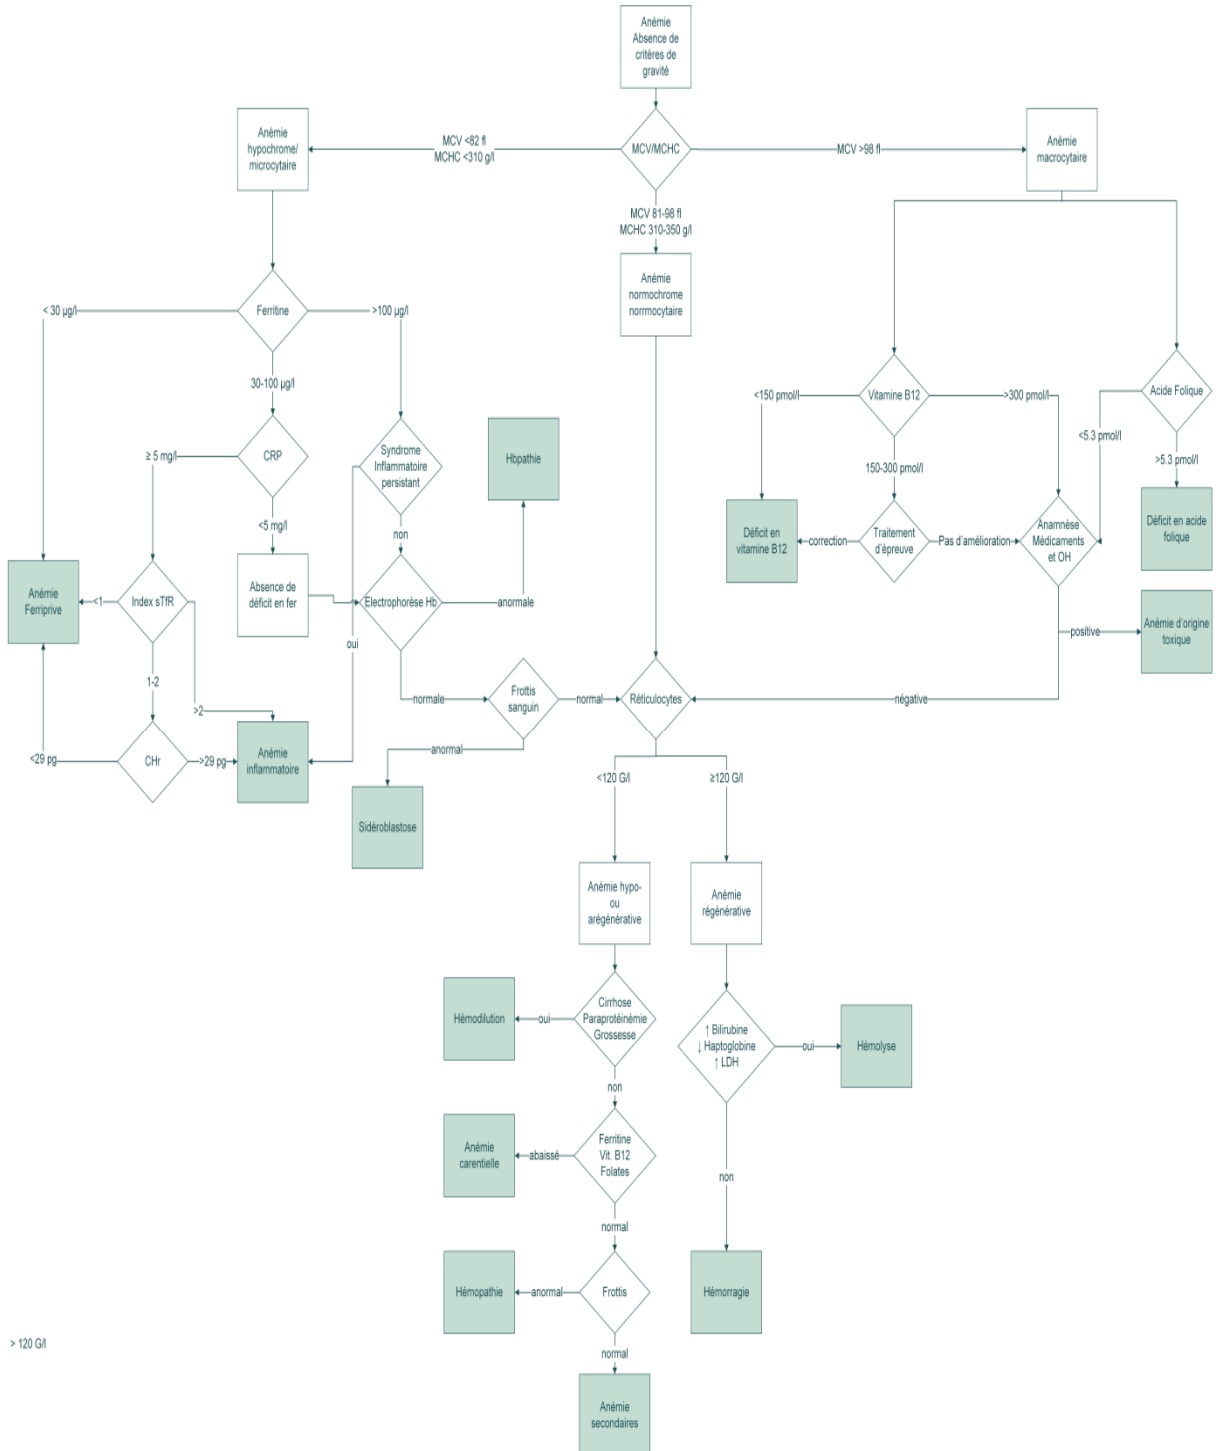 Anémie
Absence de
critères de
gravité
Anémie
hypochrome/
microcytaire
MCV <82 fl
MCHC <310 g/l
MCV/MCHC
MCV >98 fl
Anémie
macrocytaire
MCV 81-98 fl
MCHC 310-350 g/l
Anémie
normochrome
norrmocytaire
< 30 µg/l
Ferritine
>100 µg/l
30-100 µg/l
<150 pmol/l
Vitamine B12
>300 pmol/l
Acide Folique
<5.3 pmol/l
>5.3 pmol/l
≥ 5 mg/l
CRP
Syndrome
Inflammatoire
persistant
Hbpathie
150-300 pmol/l
<5 mg/l
non
Déficit en
vitamine B12
correction
Traitement
d'épreuve
Pas d'amélioration
Anamnèse
Mèdicaments
et OH
Déficit en acide
folique
Anémie
Ferriprive
<1
Index sTfR
Absence de
déficit en fer
Electrophorèse Hb
anormale
oui
positive
Anémie d'origine
toxique
1-2
>2
normale
Frottis
sanguin
normal
Réticulocytes
négative
<29 pg
CHr
>29 pg
Anémie
inflammatoire
anormal
Sidéroblastose
<120 G/l
≥120 G/l
Anémie hypo-
ou
arégénérative
Anémie
régénérative
Hémodilution
oui
Cirrhose
Paraprotéinémie
Grossesse
↑ Bilirubine
↓ Haptoglobine
↑ LDH
oui
Hémolyse
non
Anémie
carentielle
abaissé
Ferritine
Vit. B12
Folates
non
normal
Hémopathie
anormal
Frottis
Hémorragie
> 120 G/l
normal
Anémie
secondaires